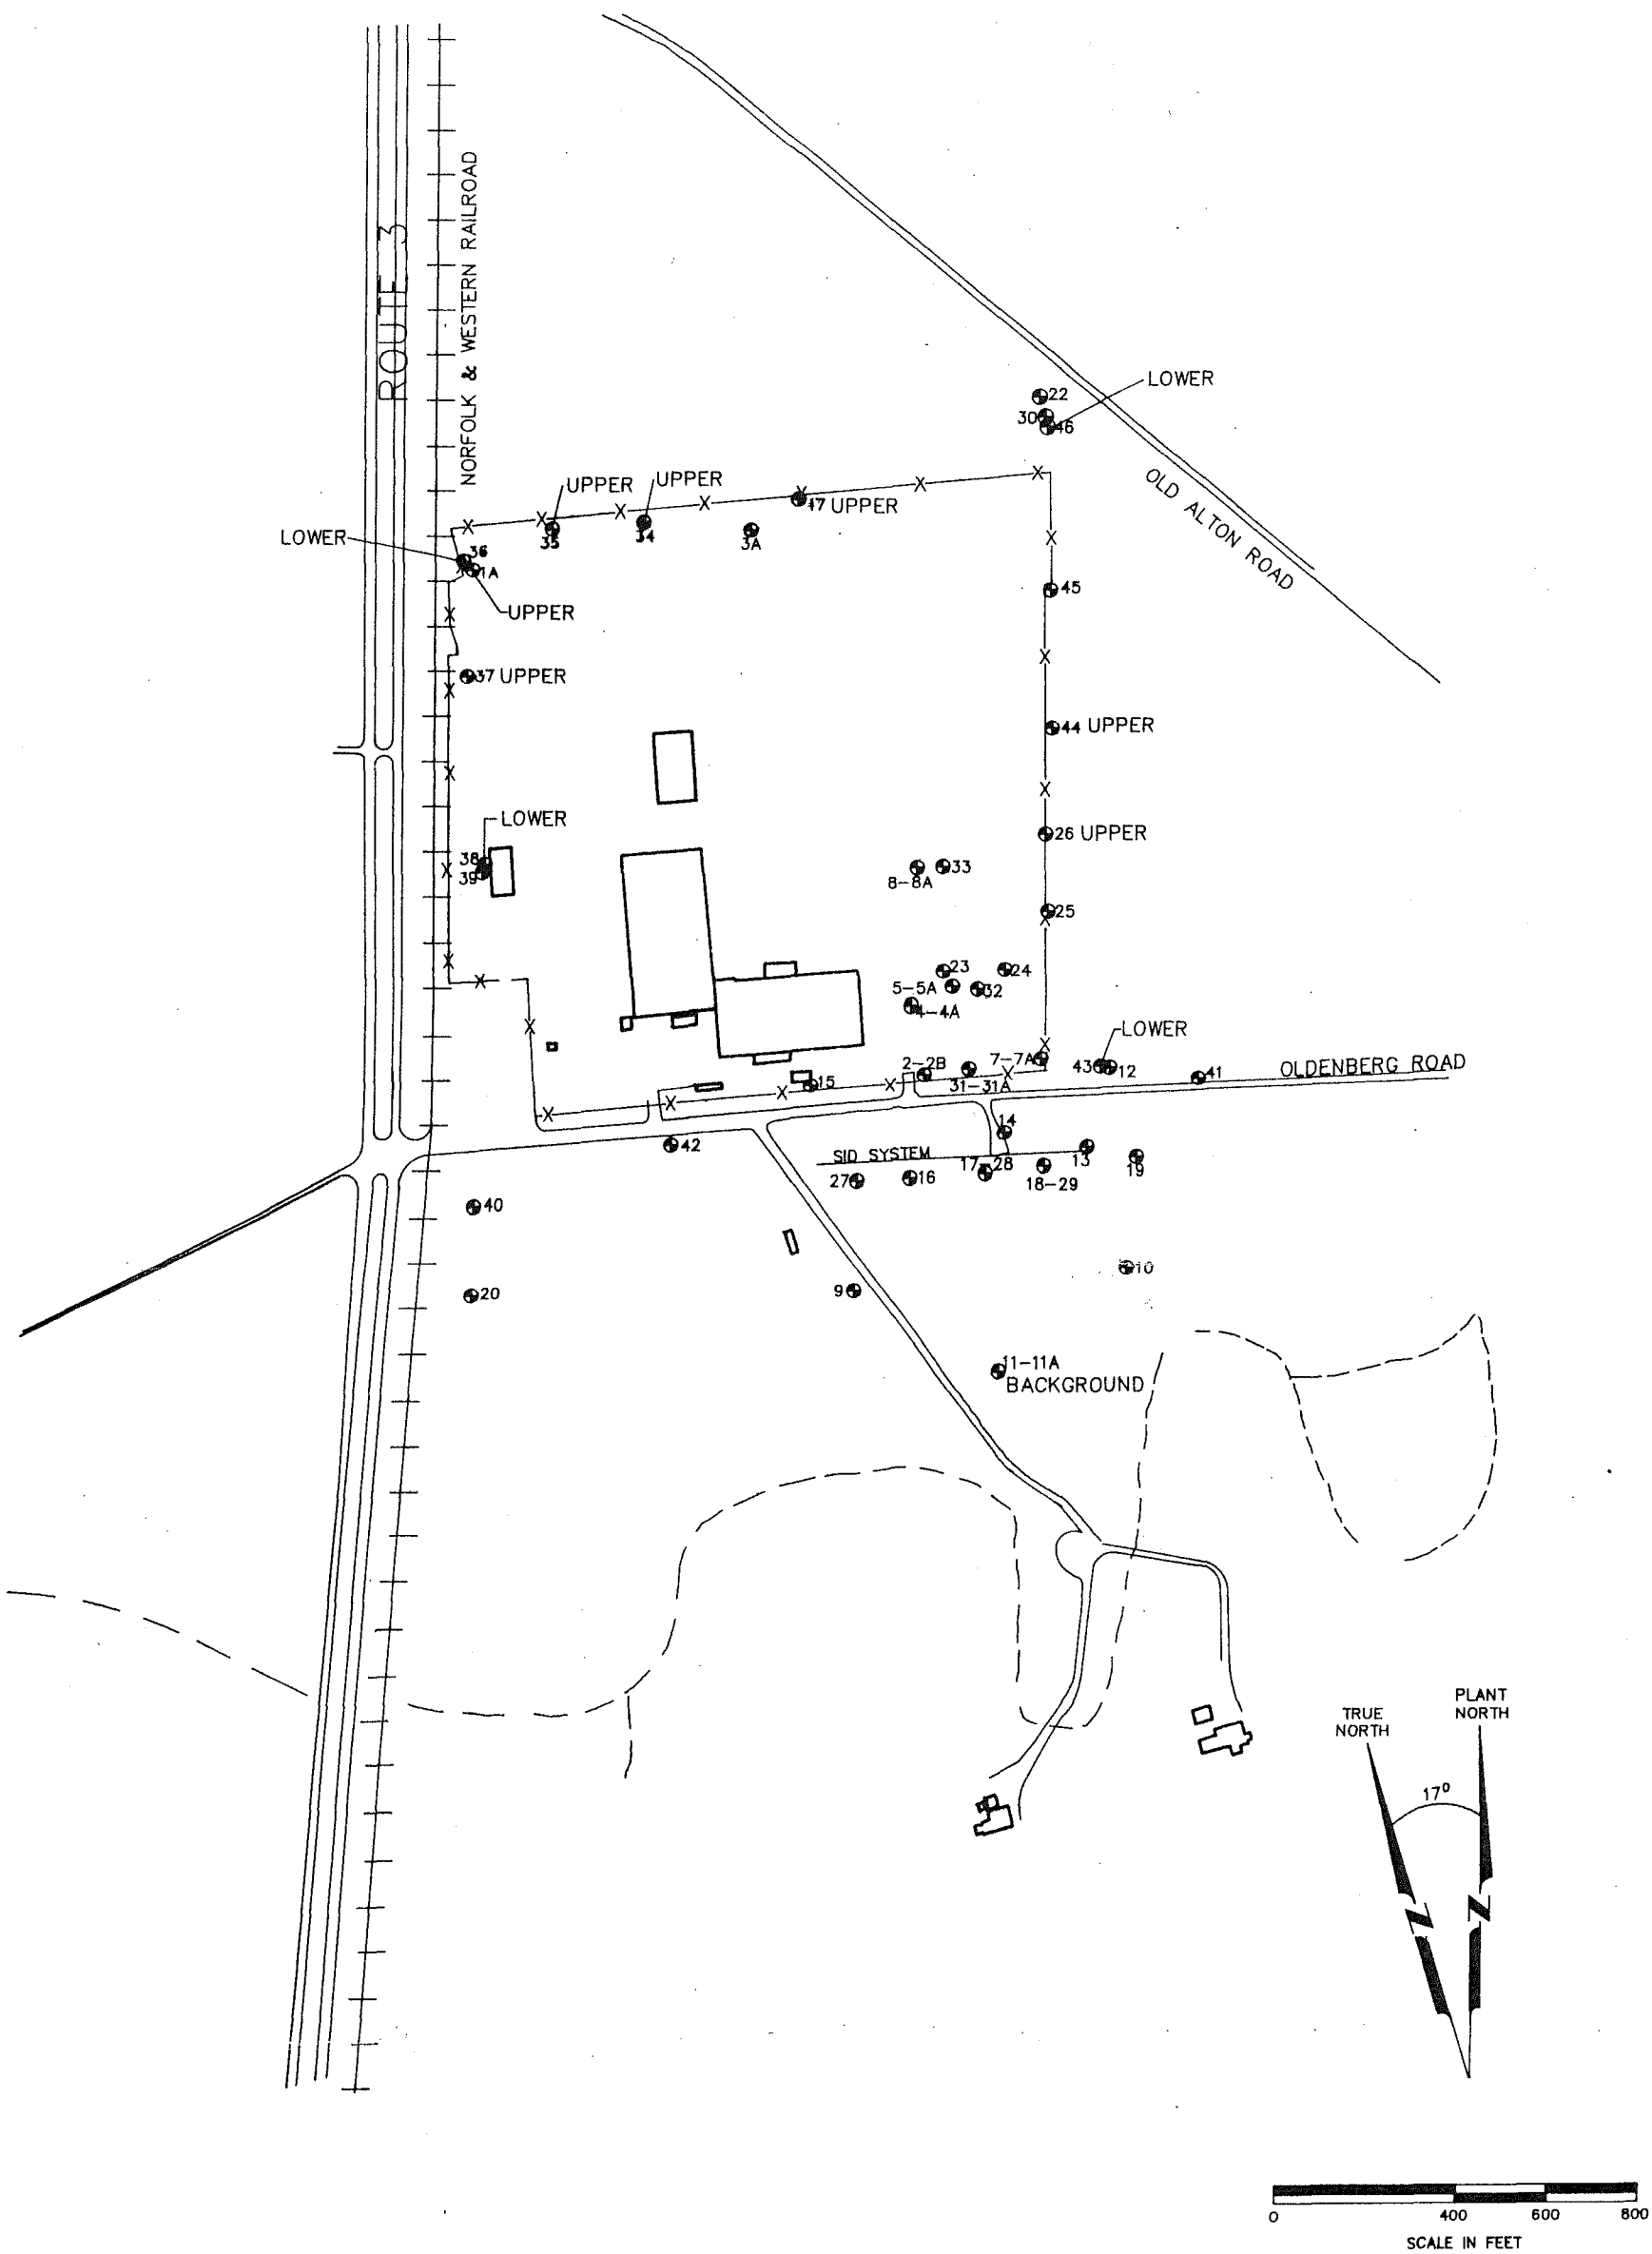 ROUTE 3
NORFOLK & WESTERN RAILROAD
LOWER
22
30
46
OLD ALTON ROAD
UPPER
UPPER
47 UPPER
35
34
3A
LOWER
36
1A
UPPER
45
37 UPPER
44 UPPER
LOWER
26 UPPER
38
39
8-8A
33
25
23
24
5-5A
32
4-4A
LOWER
2-2B
7-7A
43
12
OLDENBERG ROAD
15
31-31A
41
14
42
SID SYSTEM
13
17-28
19
27
16
18-29
40
10
9
20
11-11A
BACKGROUND
PLANT
NORTH
TRUE
NORTH
17°
N
N
0
400
600
800
SCALE IN FEET